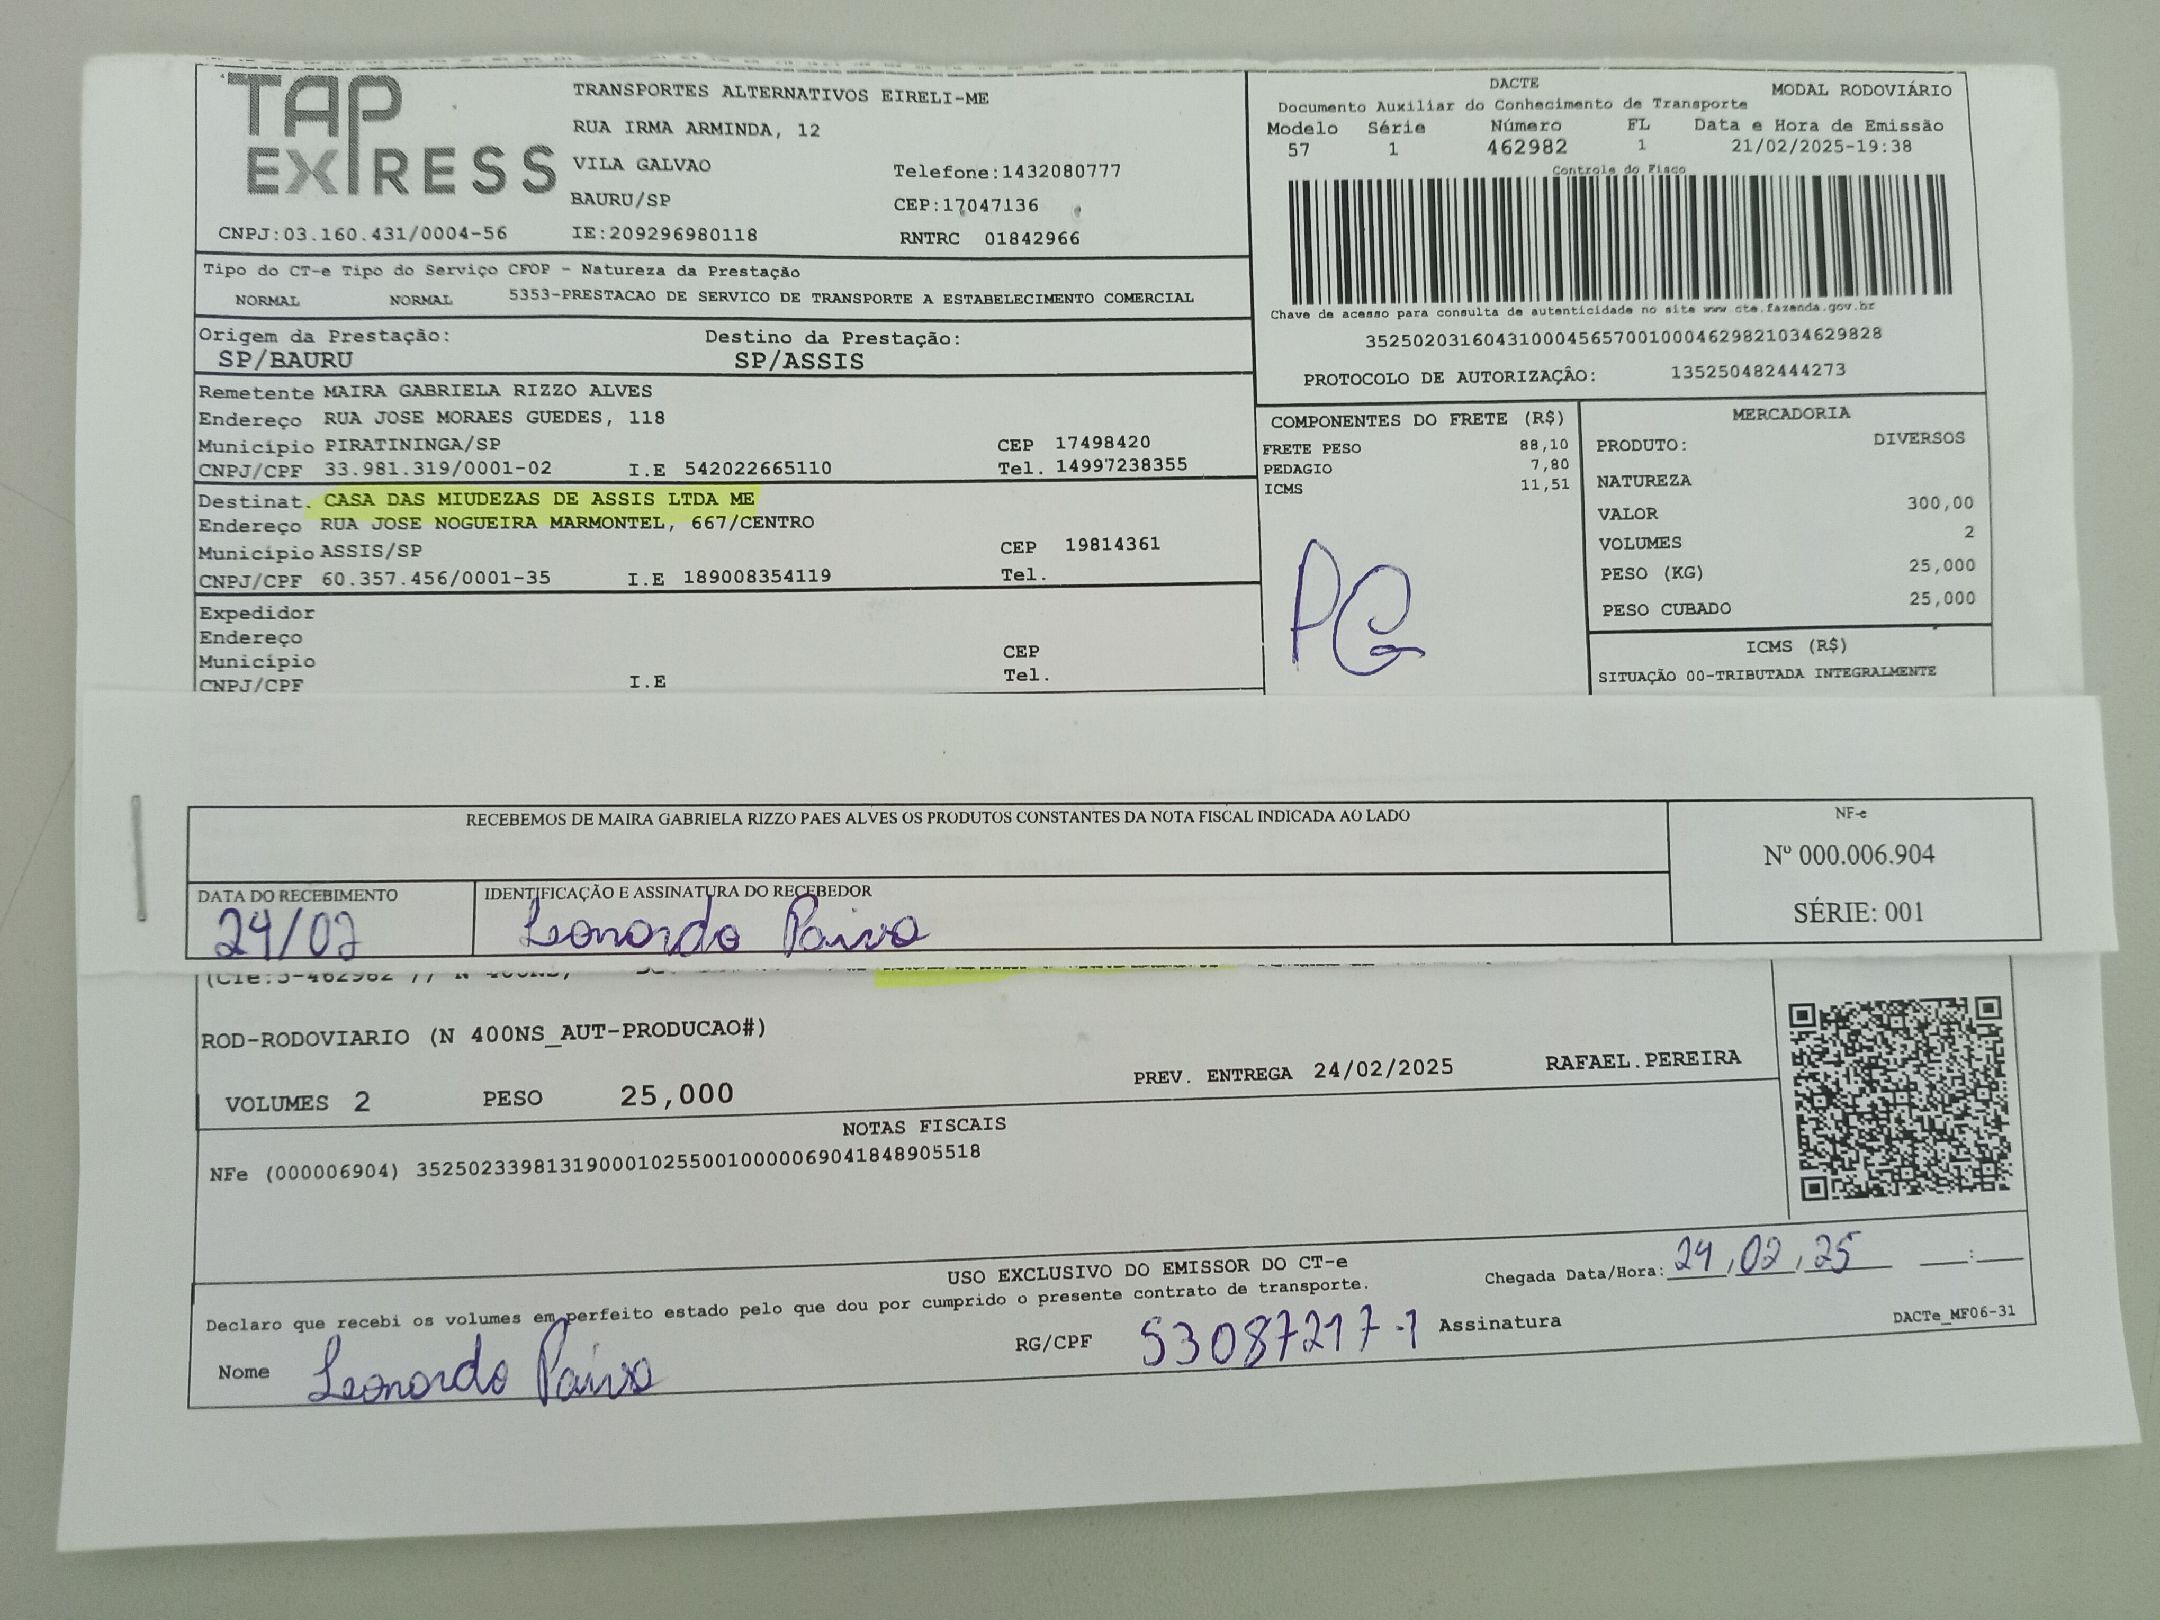 TAP EXPRESS
TRANSPORTES ALTERNATIVOS EIRELI-ME
RUA IRMA ARMINDA, 12
VILA GALVAO Telefone:1432080777
BAURU/SP CEP:17047136
CNPJ:03.160.431/0004-56 IE:209296980118 RNTRC 01842966
DACTE MODAL RODOVIÁRIO
Documento Auxiliar do Conhecimento de Transporte
Modelo Série Número FL Data e Hora de Emissão
57 1 462982 1 21/02/2025-19:38
Controle do Fisco
Chave de acesso para consulta de autenticidade no site www.cte.fazenda.gov.br
35250203160431000456570010004629821034629828
PROTOCOLO DE AUTORIZAÇÂO: 135250482444273
Tipo do CT-e Tipo do Serviço CFOP - Natureza da Prestação
NORMAL NORMAL 5353-PRESTACAO DE SERVICO DE TRANSPORTE A ESTABELECIMENTO COMERCIAL
Origem da Prestação: Destino da Prestação:
SP/BAURU SP/ASSIS
Remetente MAIRA GABRIELA RIZZO ALVES
Endereço RUA JOSE MORAES GUEDES, 118
Município PIRATININGA/SP CEP 17498420
CNPJ/CPF 33.981.319/0001-02 I.E 542022665110 Tel. 14997238355
Destinat. CASA DAS MIUDEZAS DE ASSIS LTDA ME
Endereço RUA JOSE NOGUEIRA MARMONTEL, 667/CENTRO
Município ASSIS/SP CEP 19814361
CNPJ/CPF 60.357.456/0001-35 I.E 189008354119 Tel.
Expedidor
Endereço
Município CEP
CNPJ/CPF I.E Tel.
COMPONENTES DO FRETE (R$)
FRETE PESO 88,10
PEDAGIO 7,80
ICMS 11,51
PG
MERCADORIA
PRODUTO: DIVERSOS
NATUREZA
VALOR 300,00
VOLUMES 2
PESO (KG) 25,000
PESO CUBADO 25,000
ICMS (R$)
SITUAÇÃO 00-TRIBUTADA INTEGRALMENTE
RECEBEMOS DE MAIRA GABRIELA RIZZO PAES ALVES OS PRODUTOS CONSTANTES DA NOTA FISCAL INDICADA AO LADO
NF-e
Nº 000.006.904
SÉRIE: 001
DATA DO RECEBIMENTO IDENTIFICAÇÃO E ASSINATURA DO RECEBEDOR
24/02 Leonardo Paiva
ROD-RODOVIARIO (N 400NS_AUT-PRODUCAO#)
VOLUMES 2 PESO 25,000 PREV. ENTREGA 24/02/2025 RAFAEL.PEREIRA
NOTAS FISCAIS
NFe (000006904) 35250233981319000102550010000069041848905518
USO EXCLUSIVO DO EMISSOR DO CT-e
Chegada Data/Hora: 24,02,25 __:__
Declaro que recebi os volumes em perfeito estado pelo que dou por cumprido o presente contrato de transporte.
Nome Leonardo Paiva RG/CPF 53087217-1 Assinatura
DACTe_MF06-31